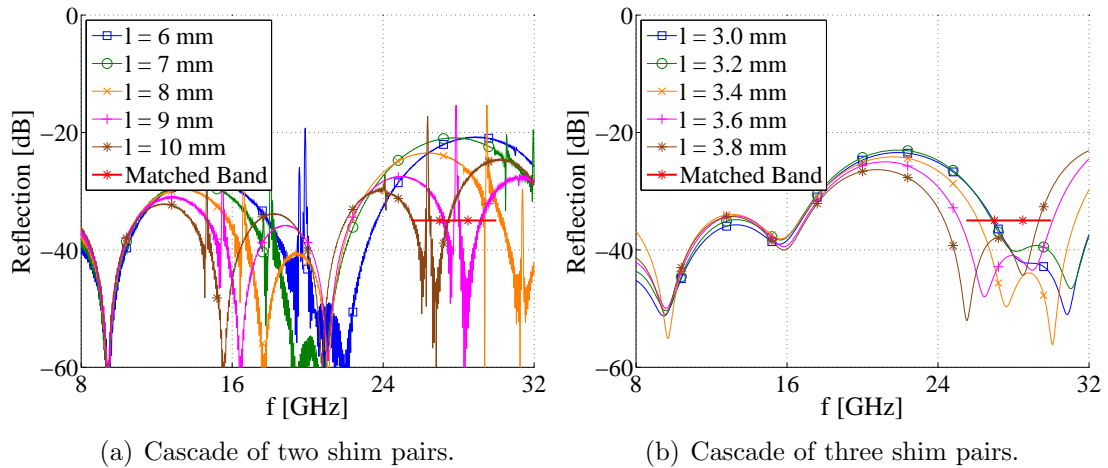 0
−20
−40
−60
8
16
24
32
Reflection [dB]
f [GHz]
l = 6 mm
l = 7 mm
l = 8 mm
l = 9 mm
l = 10 mm
Matched Band
(a) Cascade of two shim pairs.
0
−20
−40
−60
8
16
24
32
Reflection [dB]
f [GHz]
l = 3.0 mm
l = 3.2 mm
l = 3.4 mm
l = 3.6 mm
l = 3.8 mm
Matched Band
(b) Cascade of three shim pairs.